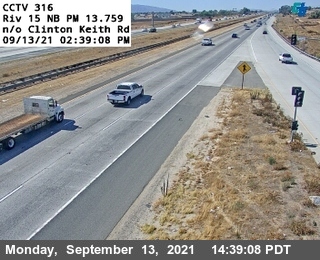 CCTV 316
Riv 15 NB PM 13.759
n/o Clinton Keith Rd
09/13/21 02:39:08 PM
Monday, September 13, 2021 14:39:08 PDT